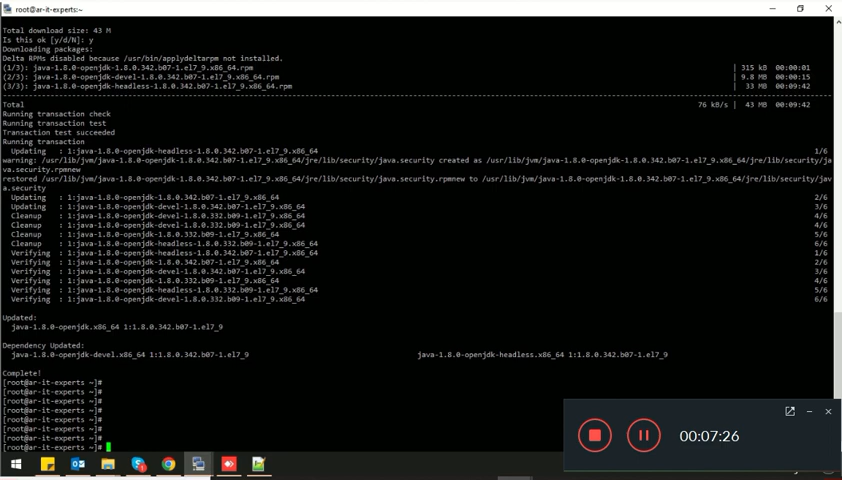 root@ar-it-experts:~
Total download size: 43 M
Is this ok [y/d/N]: y
Downloading packages:
Delta RPMs disabled because /usr/bin/applydeltarpm not installed.
(1/3): java-1.8.0-openjdk-1.8.0.342.b07-1.el7_9.x86_64.rpm | 315 kB 00:00:01
(2/3): java-1.8.0-openjdk-devel-1.8.0.342.b07-1.el7_9.x86_64.rpm | 9.8 MB 00:00:15
(3/3): java-1.8.0-openjdk-headless-1.8.0.342.b07-1.el7_9.x86_64.rpm | 33 MB 00:09:42
Total 76 kB/s | 43 MB 00:09:42
Running transaction check
Running transaction test
Transaction test succeeded
Running transaction
Updating : 1:java-1.8.0-openjdk-headless-1.8.0.342.b07-1.el7_9.x86_64 1/6
warning: /usr/lib/jvm/java-1.8.0-openjdk-1.8.0.342.b07-1.el7_9.x86_64/jre/lib/security/java.security created as /usr/lib/jvm/java-1.8.0-openjdk-1.8.0.342.b07-1.el7_9.x86_64/jre/lib/security/ja
va.security.rpmnew
restored /usr/lib/jvm/java-1.8.0-openjdk-1.8.0.342.b07-1.el7_9.x86_64/jre/lib/security/java.security.rpmnew to /usr/lib/jvm/java-1.8.0-openjdk-1.8.0.342.b07-1.el7_9.x86_64/jre/lib/security/jav
a.security
Updating : 1:java-1.8.0-openjdk-1.8.0.342.b07-1.el7_9.x86_64 2/6
Updating : 1:java-1.8.0-openjdk-devel-1.8.0.342.b07-1.el7_9.x86_64 3/6
Cleanup : 1:java-1.8.0-openjdk-devel-1.8.0.332.b09-1.el7_9.x86_64 4/6
Cleanup : 1:java-1.8.0-openjdk-devel-1.8.0.332.b09-1.el7_9.x86_64 4/6
Cleanup : 1:java-1.8.0-openjdk-1.8.0.332.b09-1.el7_9.x86_64 5/6
Cleanup : 1:java-1.8.0-openjdk-headless-1.8.0.332.b09-1.el7_9.x86_64 6/6
Verifying : 1:java-1.8.0-openjdk-headless-1.8.0.342.b07-1.el7_9.x86_64 1/6
Verifying : 1:java-1.8.0-openjdk-1.8.0.342.b07-1.el7_9.x86_64 2/6
Verifying : 1:java-1.8.0-openjdk-devel-1.8.0.342.b07-1.el7_9.x86_64 3/6
Verifying : 1:java-1.8.0-openjdk-1.8.0.332.b09-1.el7_9.x86_64 4/6
Verifying : 1:java-1.8.0-openjdk-headless-1.8.0.332.b09-1.el7_9.x86_64 5/6
Verifying : 1:java-1.8.0-openjdk-devel-1.8.0.332.b09-1.el7_9.x86_64 6/6
Updated:
java-1.8.0-openjdk.x86_64 1:1.8.0.342.b07-1.el7_9
Dependency Updated:
java-1.8.0-openjdk-devel.x86_64 1:1.8.0.342.b07-1.el7_9 java-1.8.0-openjdk-headless.x86_64 1:1.8.0.342.b07-1.el7_9
Complete!
[root@ar-it-experts ~]#
[root@ar-it-experts ~]#
[root@ar-it-experts ~]#
[root@ar-it-experts ~]#
[root@ar-it-experts ~]#
[root@ar-it-experts ~]#
[root@ar-it-experts ~]#
[root@ar-it-experts ~]#
00:07:26